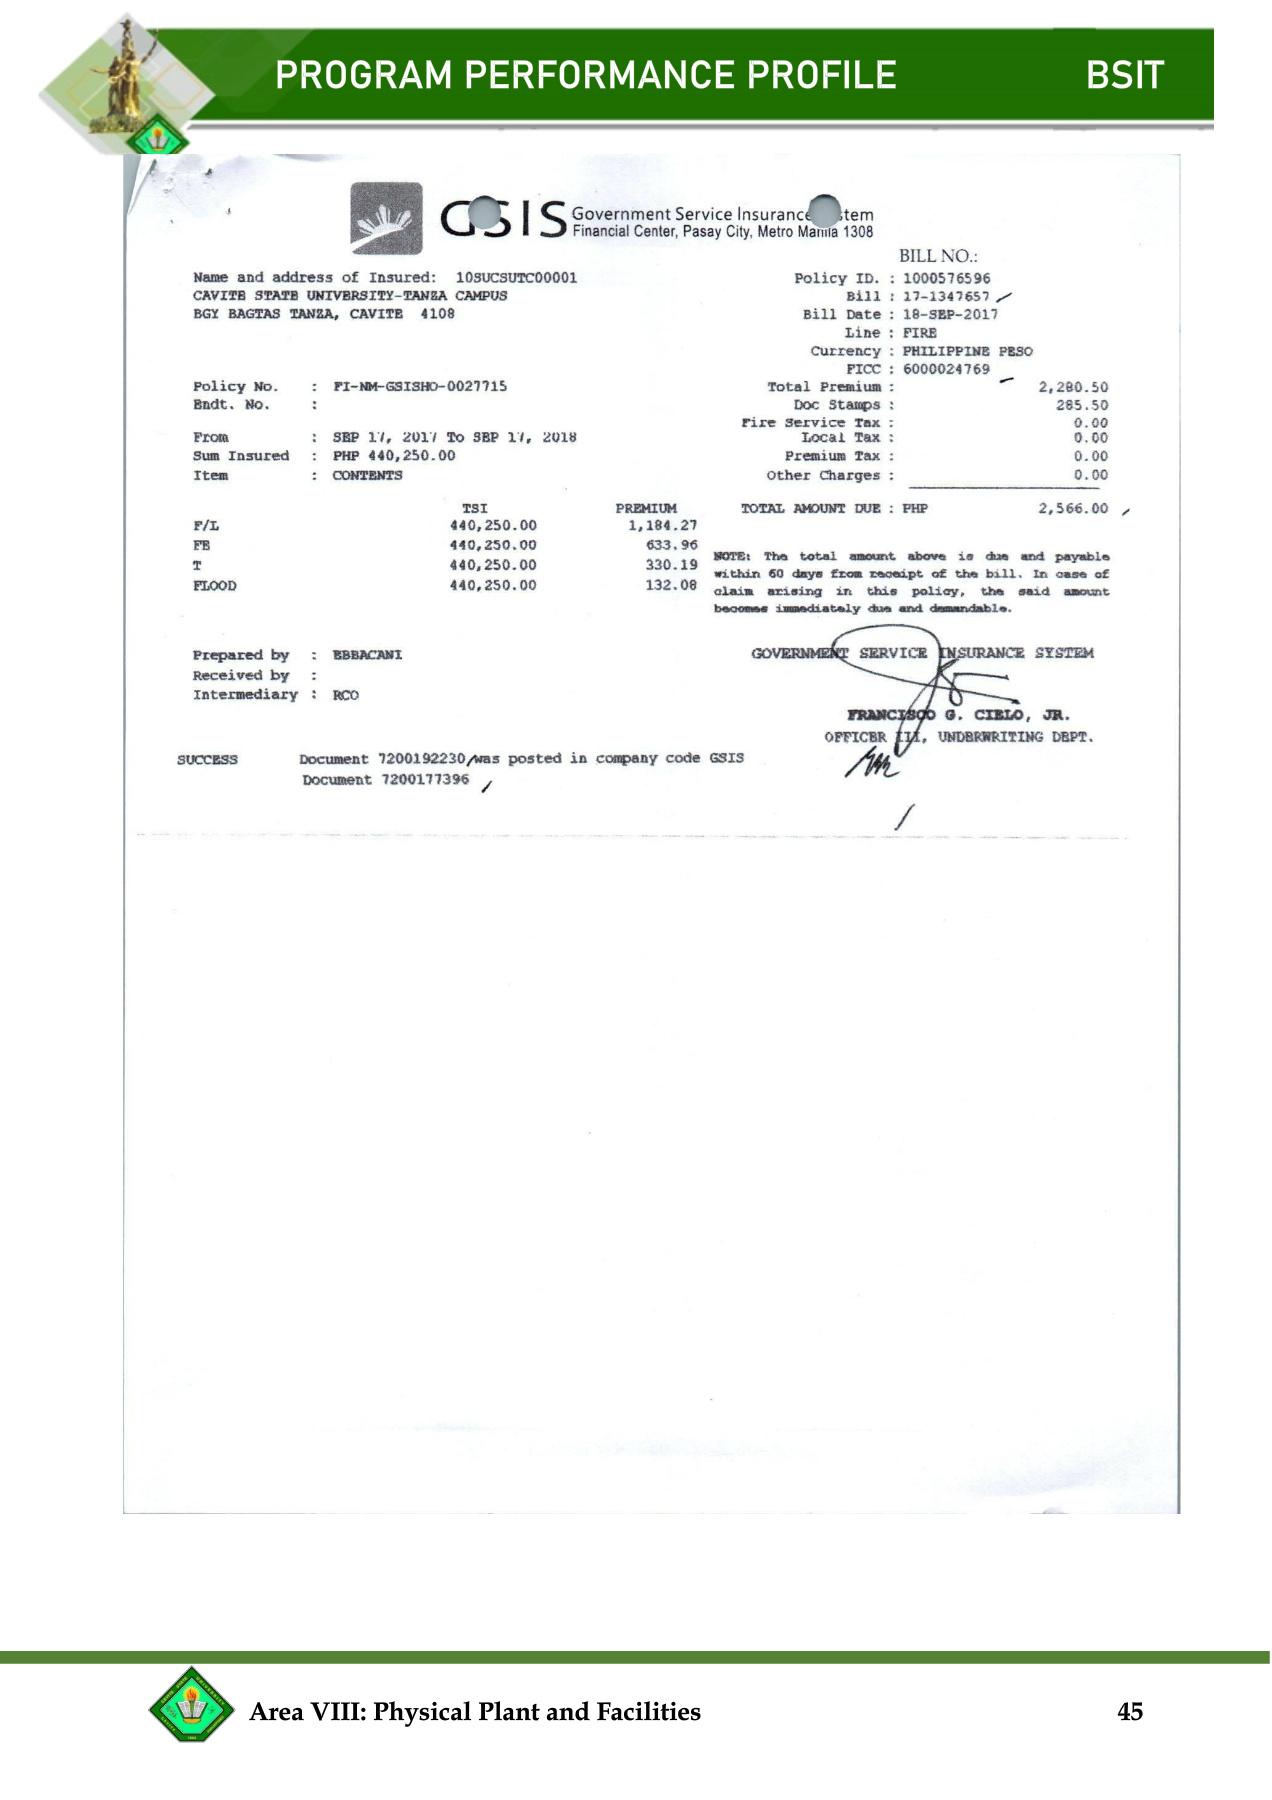 PROGRAM PERFORMANCE PROFILE BSIT
GSIS Government Service Insurance tem
Financial Center, Pasay City, Metro Manila 1308
BILL NO.:
Name and address of Insured: 10SUCSUTC00001
CAVITE STATE UNIVERSITY-TANZA CAMPUS
BGY BAGTAS TANZA, CAVITE 4108
Policy ID. : 1000576596
Bill : 17-1347657
Bill Date : 18-SEP-2017
Line : FIRE
Currency : PHILIPPINE PESO
FICC : 6000024769
Policy No. : FI-NM-GSISHO-0027715
Endt. No. :
From : SEP 17, 2017 To SEP 17, 2018
Sum Insured : PHP 440,250.00
Item : CONTENTS
Total Premium : 2,280.50
Doc Stamps : 285.50
Fire Service Tax : 0.00
Local Tax : 0.00
Premium Tax : 0.00
Other Charges : 0.00
TOTAL AMOUNT DUE : PHP 2,566.00
TSI PREMIUM
F/L 440,250.00 1,184.27
FE 440,250.00 633.96
T 440,250.00 330.19
FLOOD 440,250.00 132.08
NOTE: The total amount above is due and payable
within 60 days from receipt of the bill. In case of
claim arising in this policy, the said amount
becomes immediately due and demandable.
Prepared by : EBBACANI
Received by :
Intermediary : RCO
GOVERNMENT SERVICE INSURANCE SYSTEM
FRANCISCO G. CIELO, JR.
OFFICER III, UNDERWRITING DEPT.
SUCCESS Document 7200192230 was posted in company code GSIS
Document 7200177396
Area VIII: Physical Plant and Facilities 45